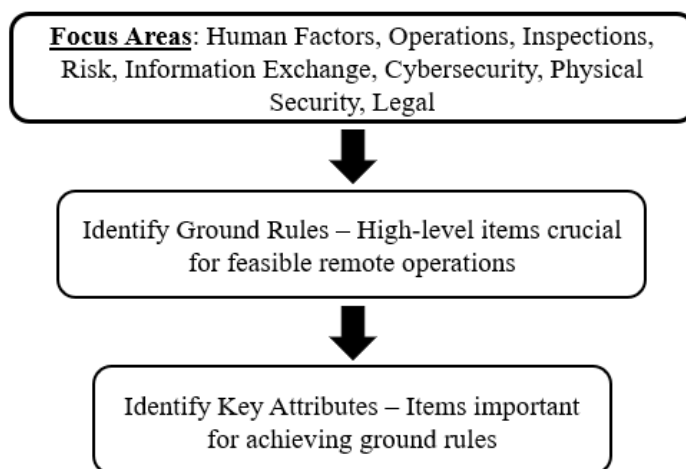 Focus Areas: Human Factors, Operations, Inspections,
Risk, Information Exchange, Cybersecurity, Physical
Security, Legal
Identify Ground Rules – High-level items crucial
for feasible remote operations
Identify Key Attributes – Items important
for achieving ground rules